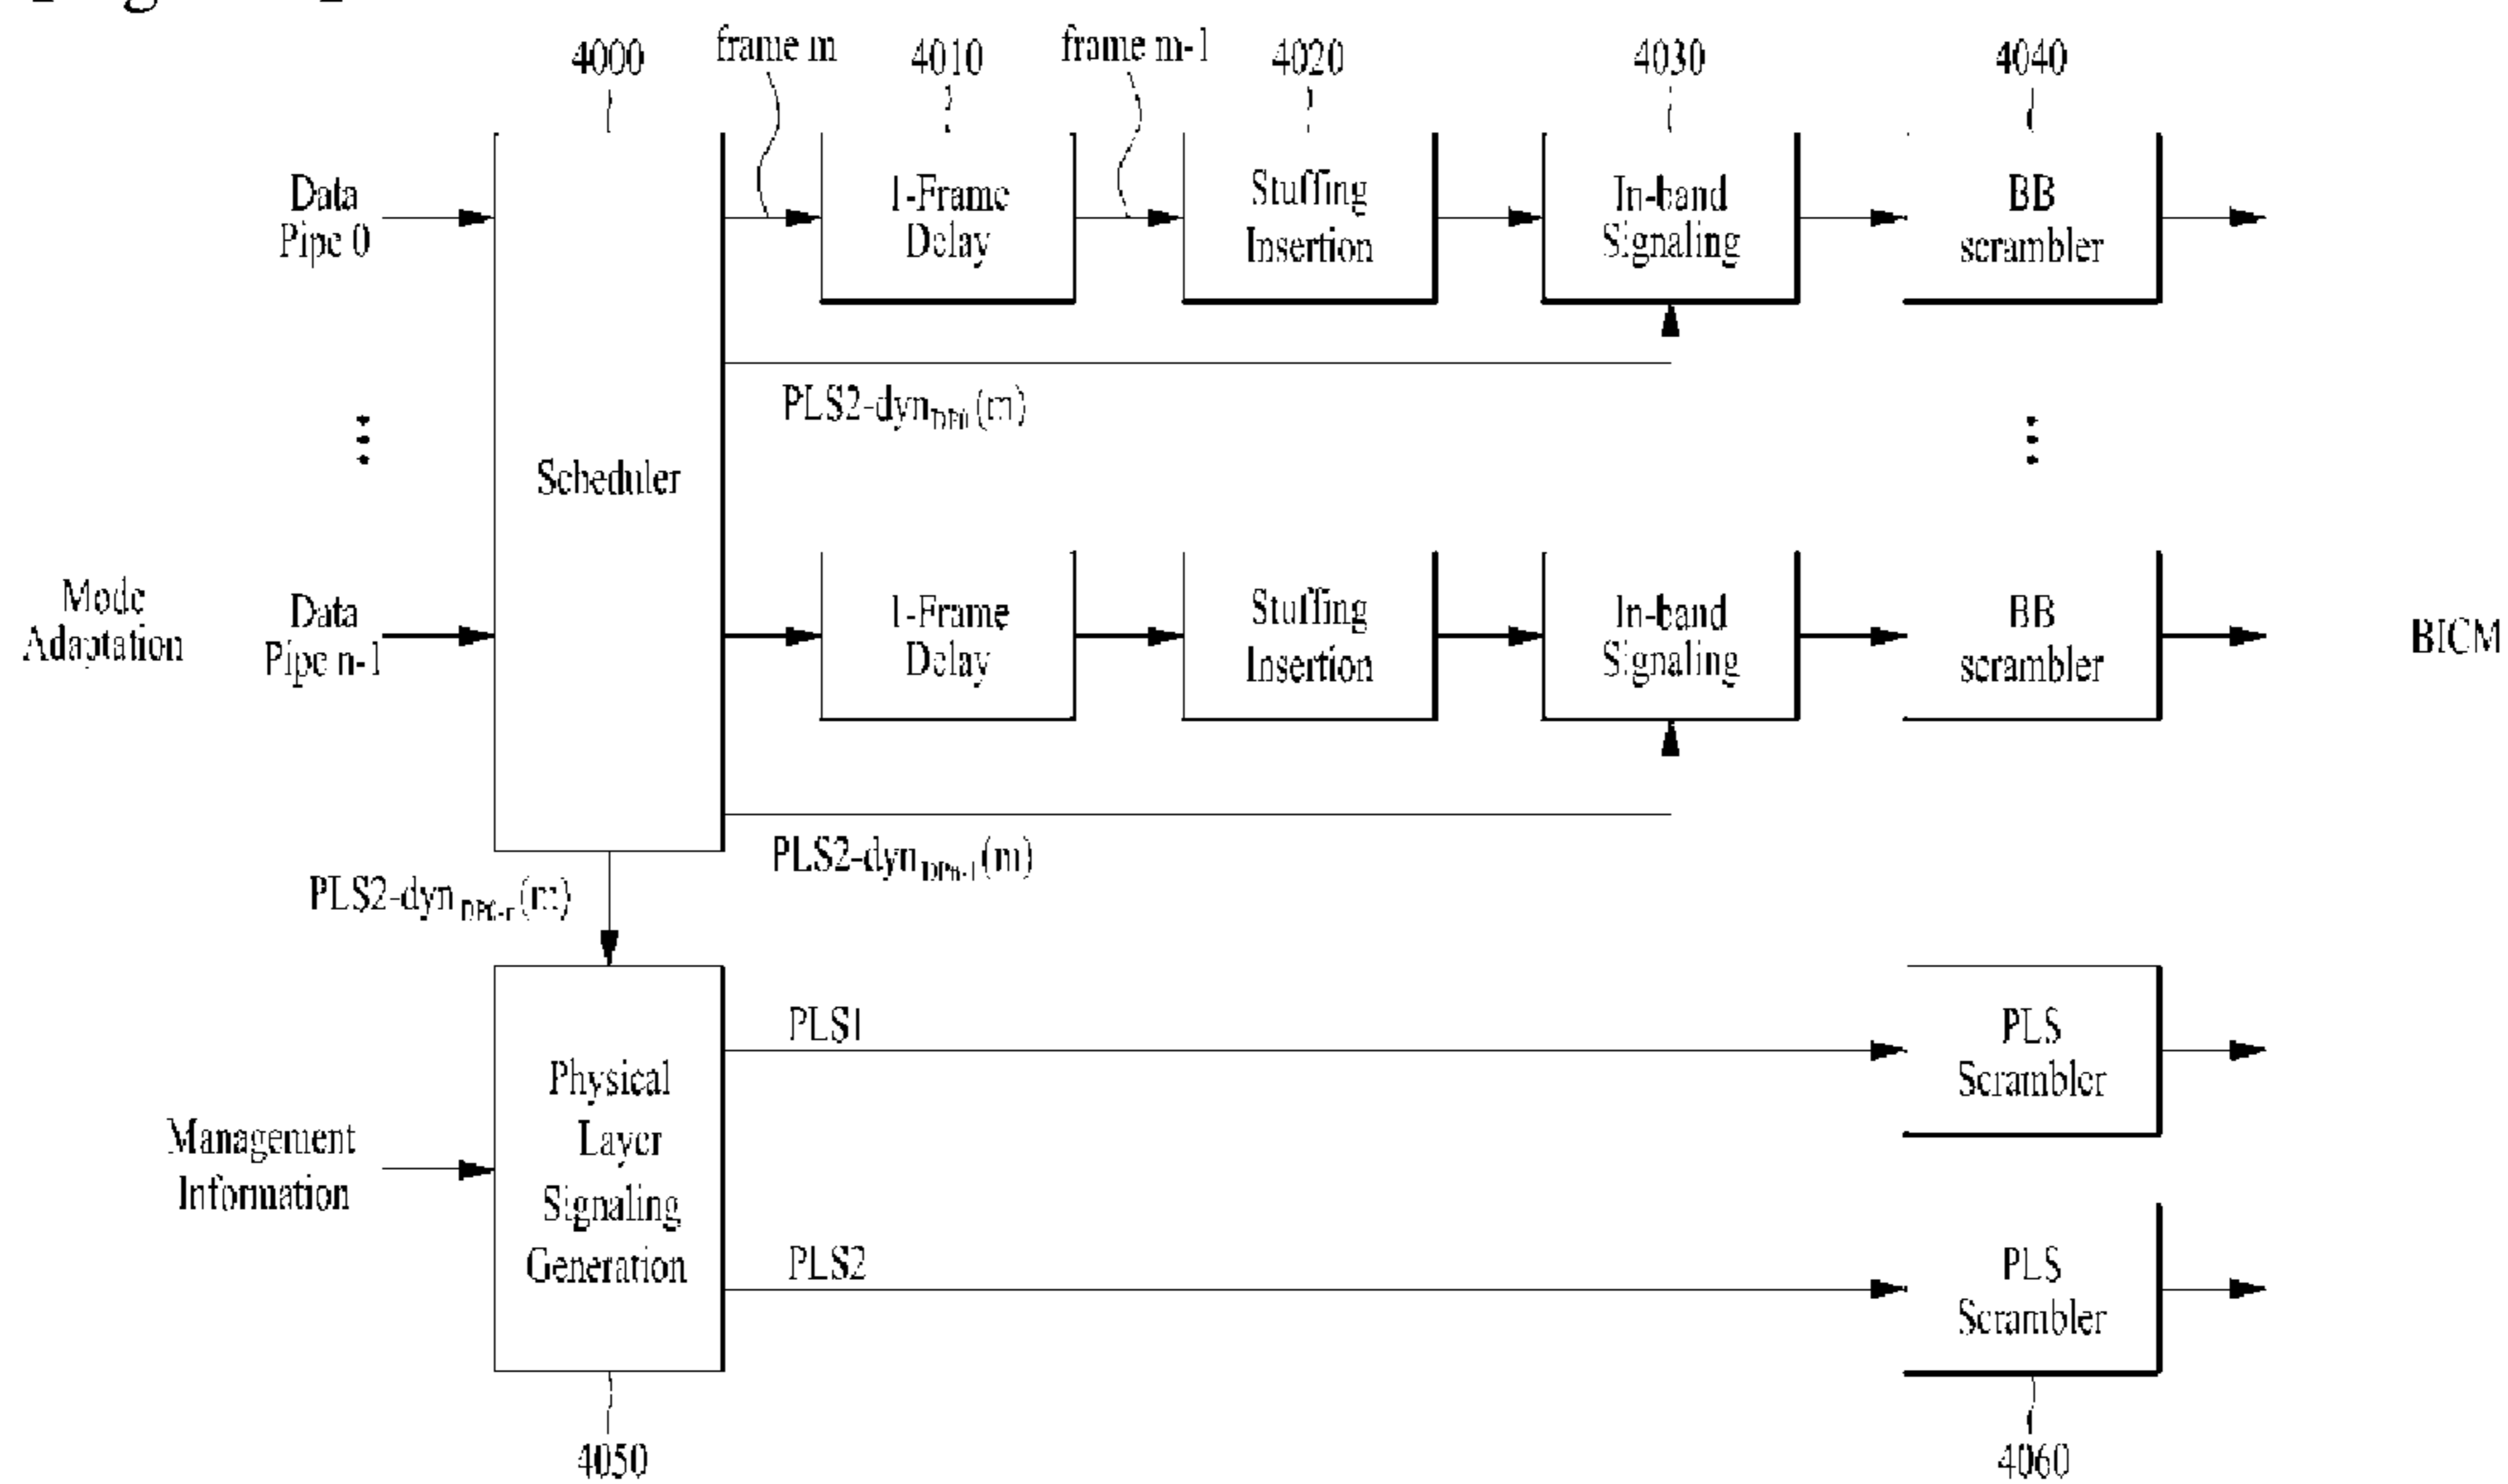 4000
frame m
4010
frame m-1
4020
4030
4040
Data
Pipe 0
1-Frame
Delay
Stuffing
Insertion
In-band
Signaling
BB
scrambler
PLS2-dyn DP0 (m)
Scheduler
Mode
Adaptation
Data
Pipe n-1
1-Frame
Delay
Stuffing
Insertion
In-band
Signaling
BB
scrambler
BICM
PLS2-dyn DPn-1 (m)
PLS2-dyn (m)
Physical
Layer
Signaling
Generation
PLS1
PLS
Scrambler
Management
Information
PLS2
PLS
Scrambler
4050
4060